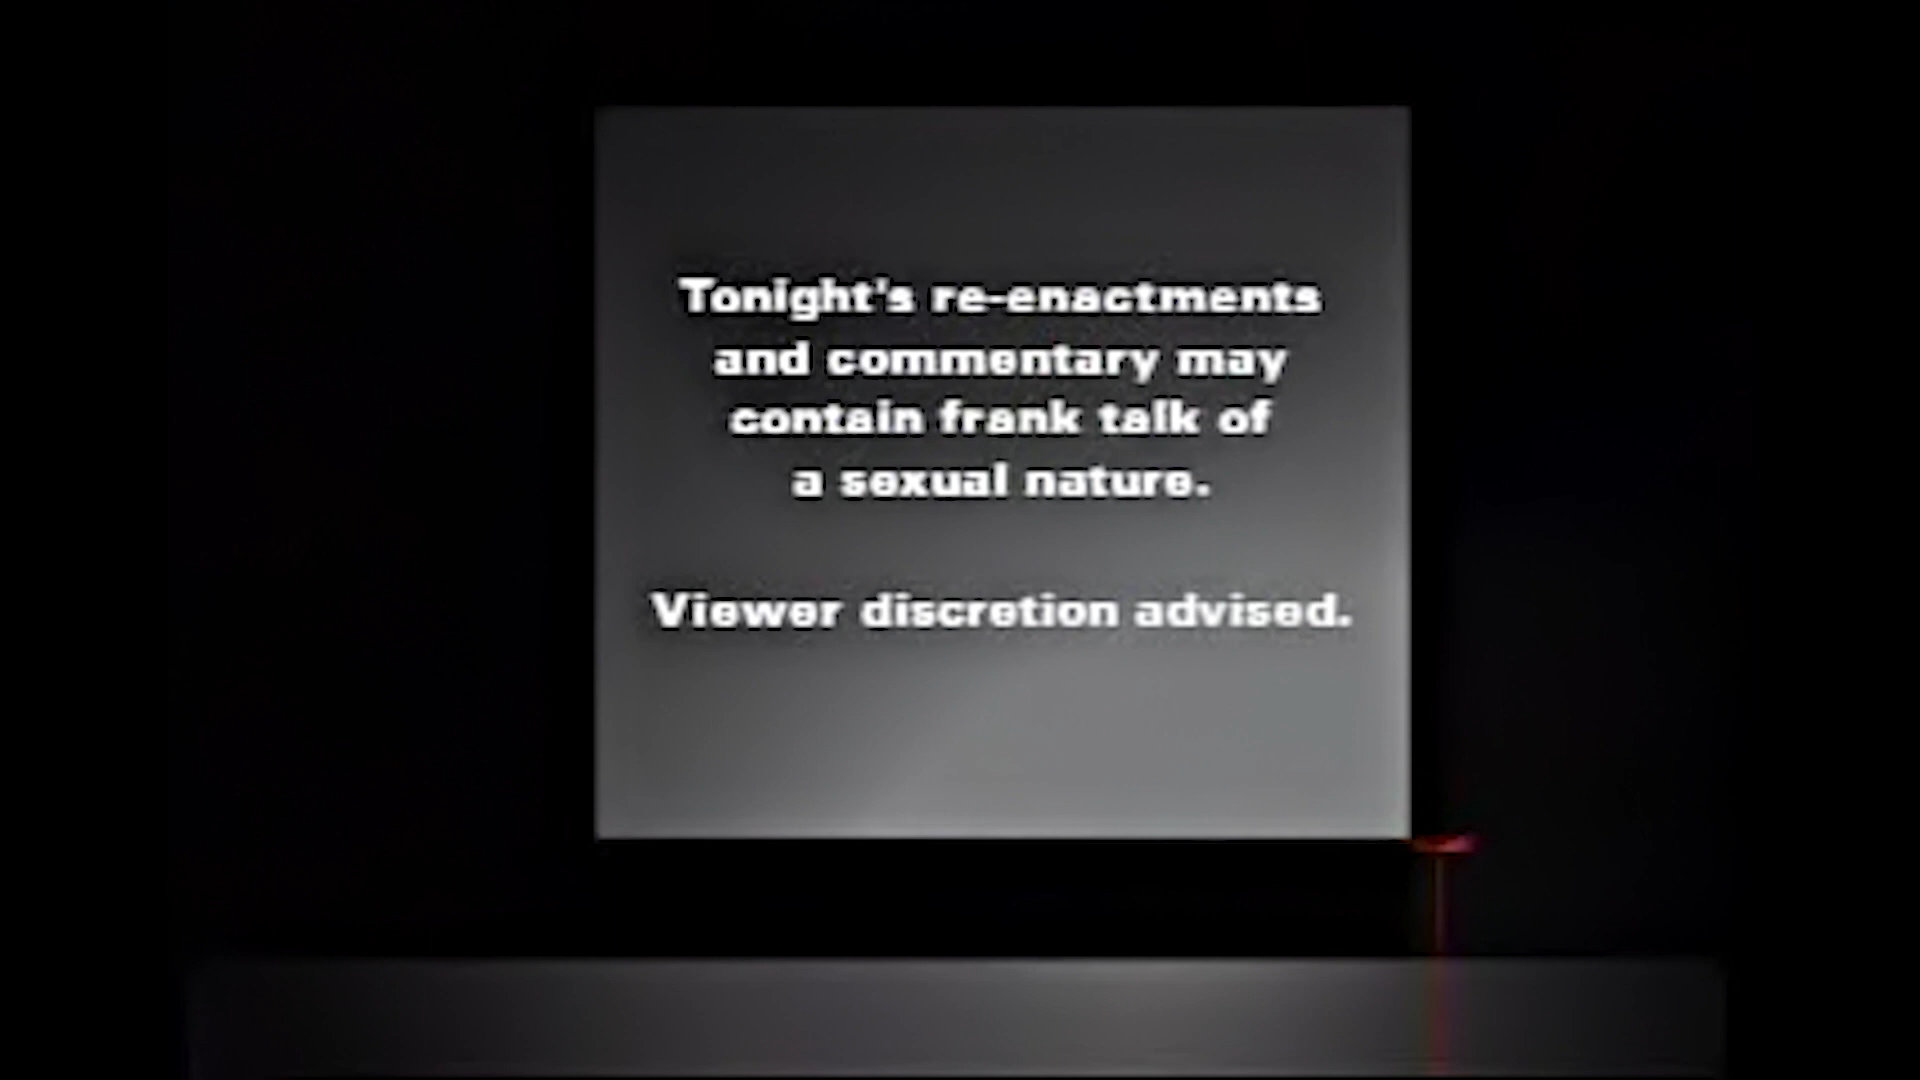 Tonight's re-enactments
and commentary may
contain frank talk of
a sexual nature.
Viewer discretion advised.